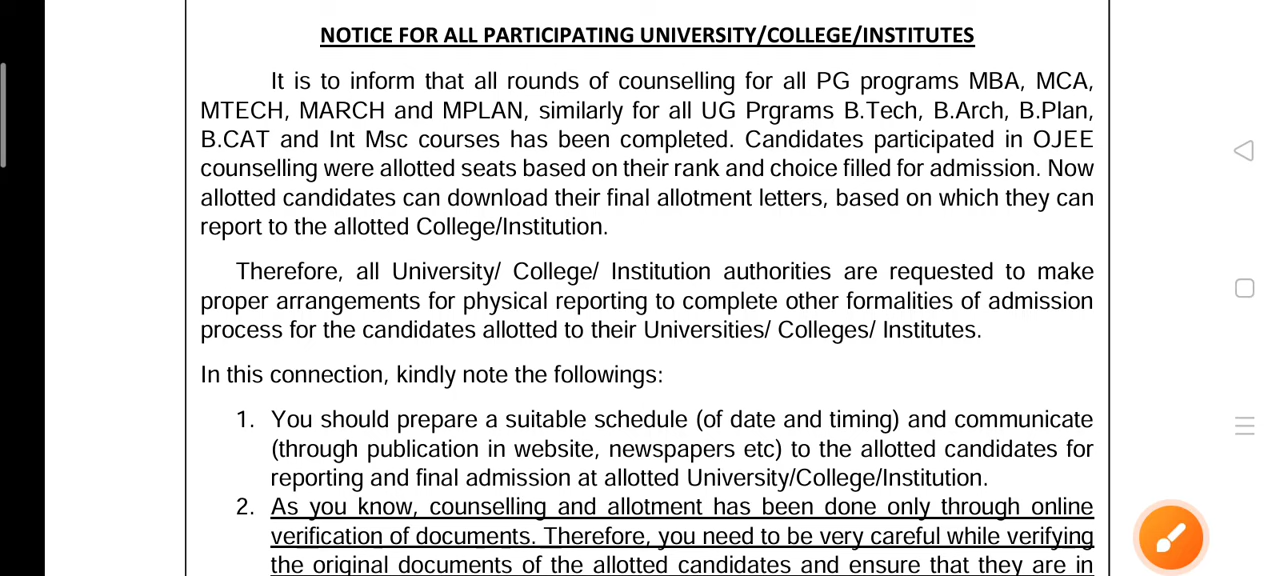 NOTICE FOR ALL PARTICIPATING UNIVERSITY/COLLEGE/INSTITUTES
It is to inform that all rounds of counselling for all PG programs MBA, MCA,
MTECH, MARCH and MPLAN, similarly for all UG Prgrams B.Tech, B.Arch, B.Plan,
B.CAT and Int Msc courses has been completed. Candidates participated in OJEE
counselling were allotted seats based on their rank and choice filled for admission. Now
allotted candidates can download their final allotment letters, based on which they can
report to the allotted College/Institution.
Therefore, all University/ College/ Institution authorities are requested to make
proper arrangements for physical reporting to complete other formalities of admission
process for the candidates allotted to their Universities/ Colleges/ Institutes.
In this connection, kindly note the followings:
1. You should prepare a suitable schedule (of date and timing) and communicate
(through publication in website, newspapers etc) to the allotted candidates for
reporting and final admission at allotted University/College/Institution.
2. As you know, counselling and allotment has been done only through online
verification of documents. Therefore, you need to be very careful while verifying
the original documents of the allotted candidates and ensure that they are in